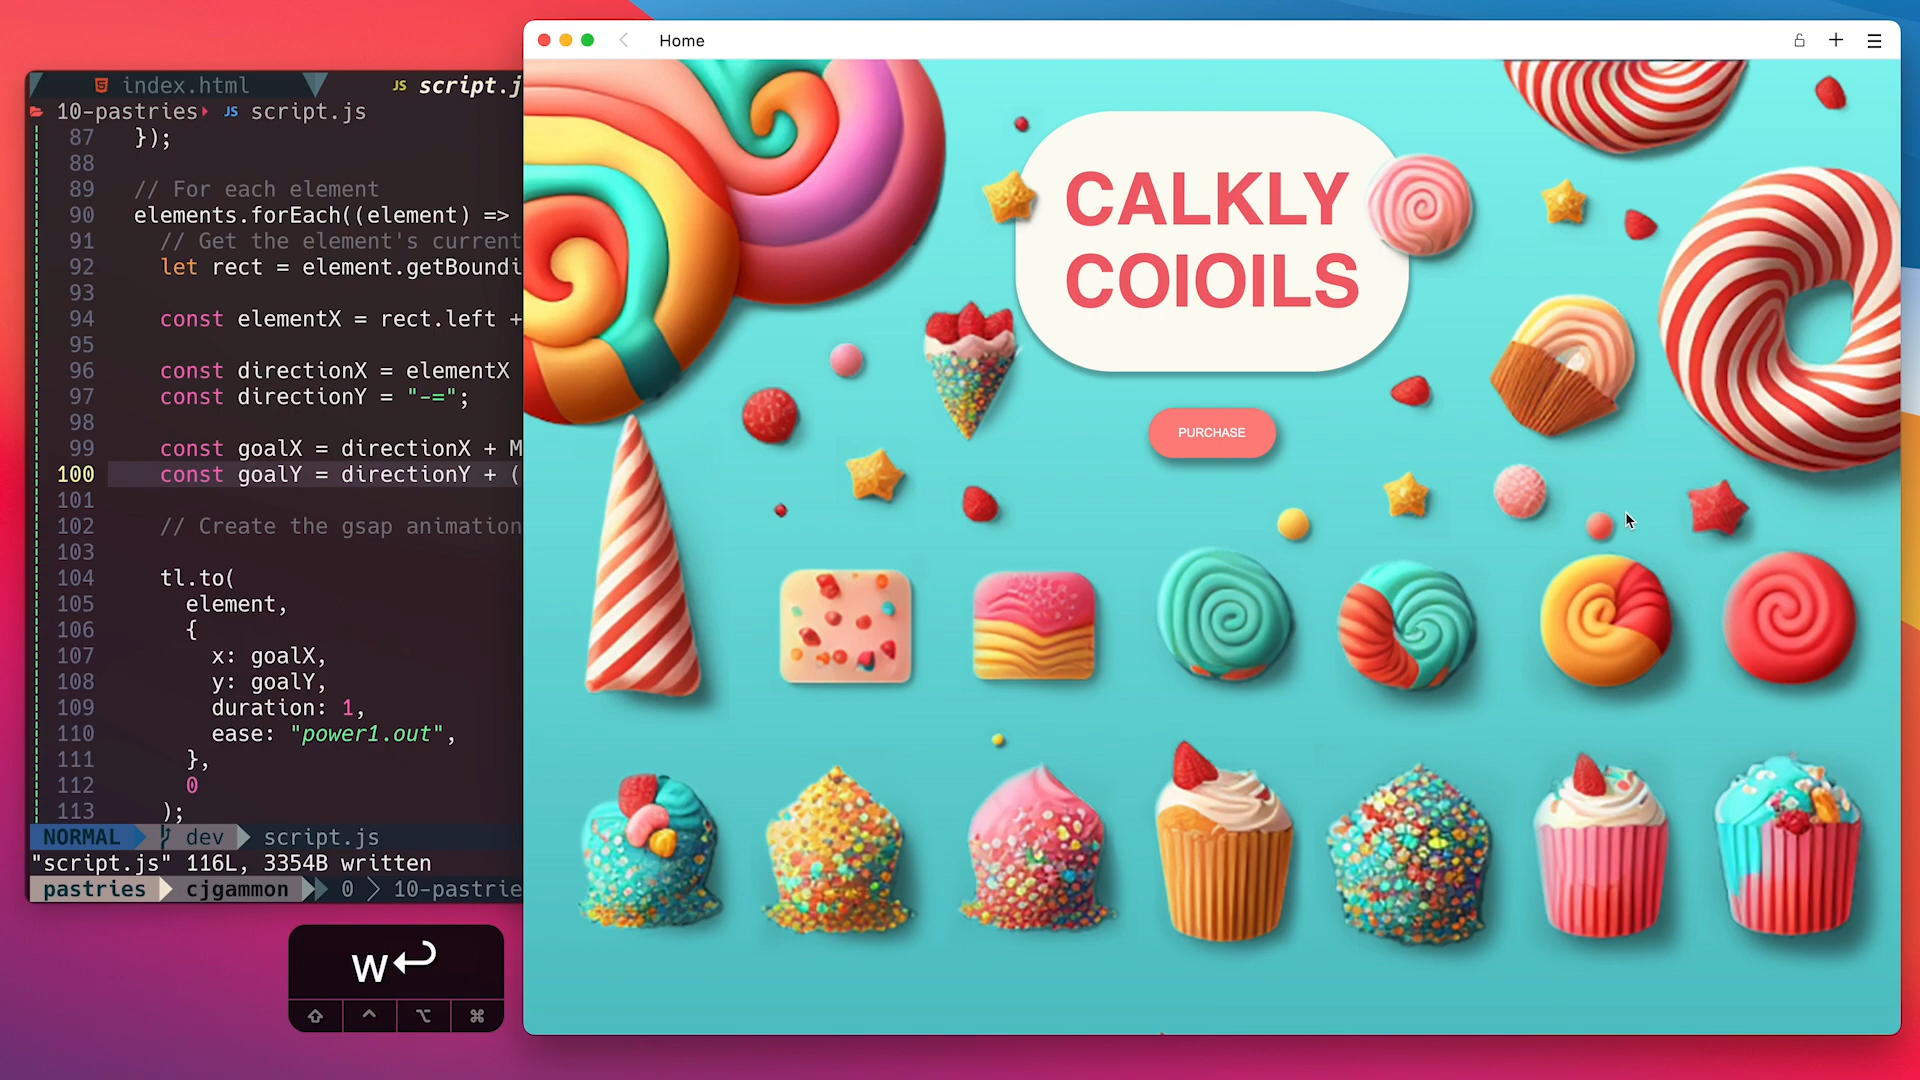 index.html
JS script.j
10-pastries JS script.js
87 });
88
89 // For each element
90 elements.forEach((element) =>
91 // Get the element's current
92 let rect = element.getBoundi
93
94 const elementX = rect.left +
95
96 const directionX = elementX
97 const directionY = "-=";
98
99 const goalX = directionX + M
100 const goalY = directionY + (
101
102 // Create the gsap animation
103
104 tl.to(
105 element,
106 {
107 x: goalX,
108 y: goalY,
109 duration: 1,
110 ease: "power1.out",
111 },
112 0
113 );
NORMAL dev script.js
"script.js" 116L, 3354B written
pastries cjgammon 0 10-pastrie
w
Home
CALKLY
COIOILS
PURCHASE